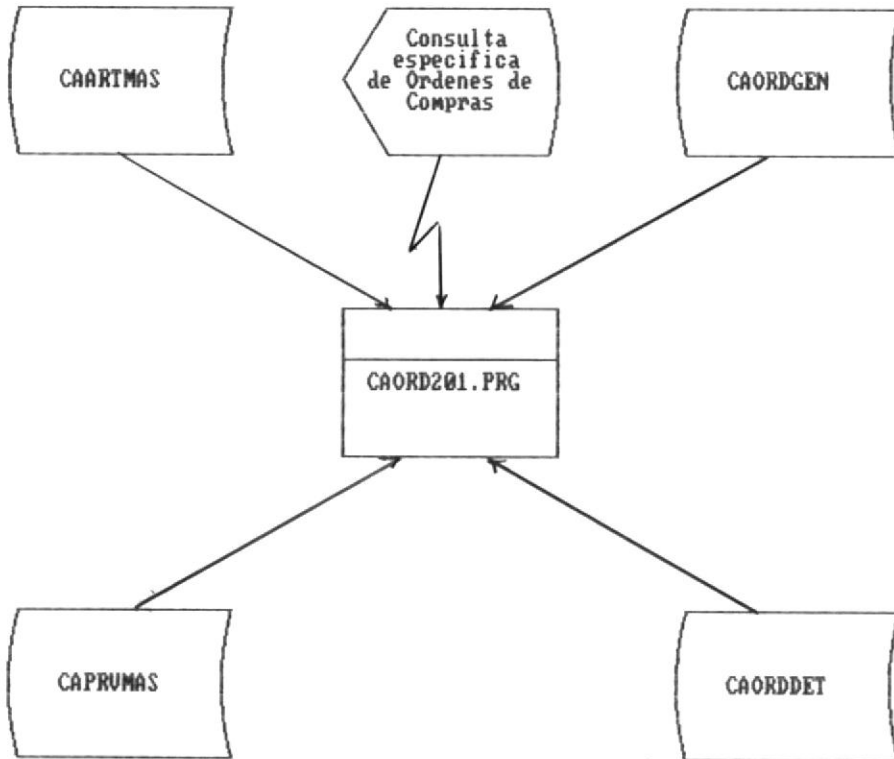 CAARTMAS
Consulta
especifica
de Ordenes de
Compras
CAORDGEN
CAORD201.PRG
CAPRVMAS
CAORDDET